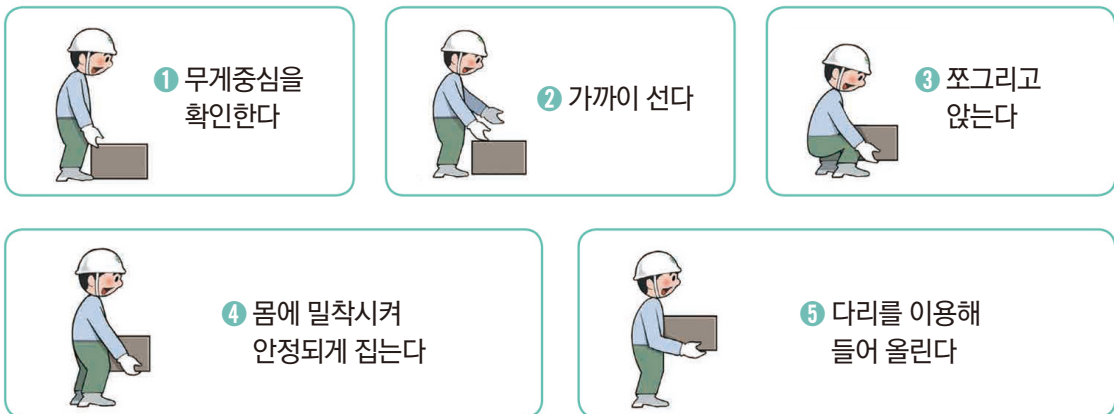 ❶ 무게중심을
확인한다
❷ 가까이 선다
❸ 쪼그리고
앉는다
❹ 몸에 밀착시켜
안정되게 집는다
❺ 다리를 이용해
들어 올린다